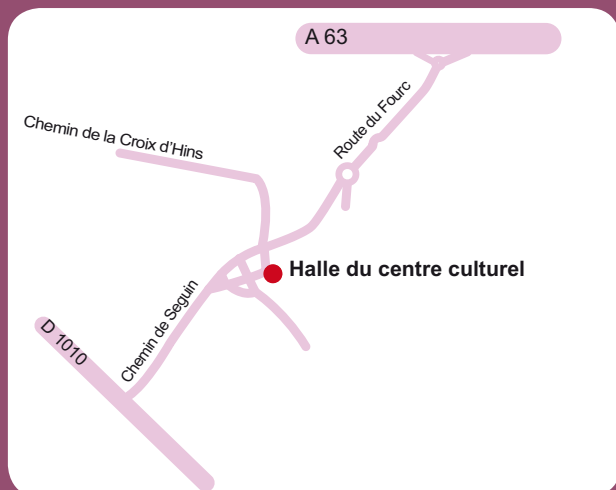 A 63
Route du Fourc
Chemin de la Croix d'Hins
Halle du centre culturel
Chemin de Seguin
D 1010